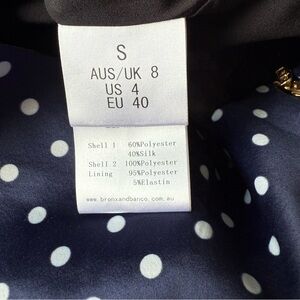 S
AUS/UK 8
US 4
EU 40
Shell 1 60%Polyester
40%Silk
Shell 2 100%Polyester
Lining 95%Polyester
5%Elastin
www.bronxandbanco.com.au